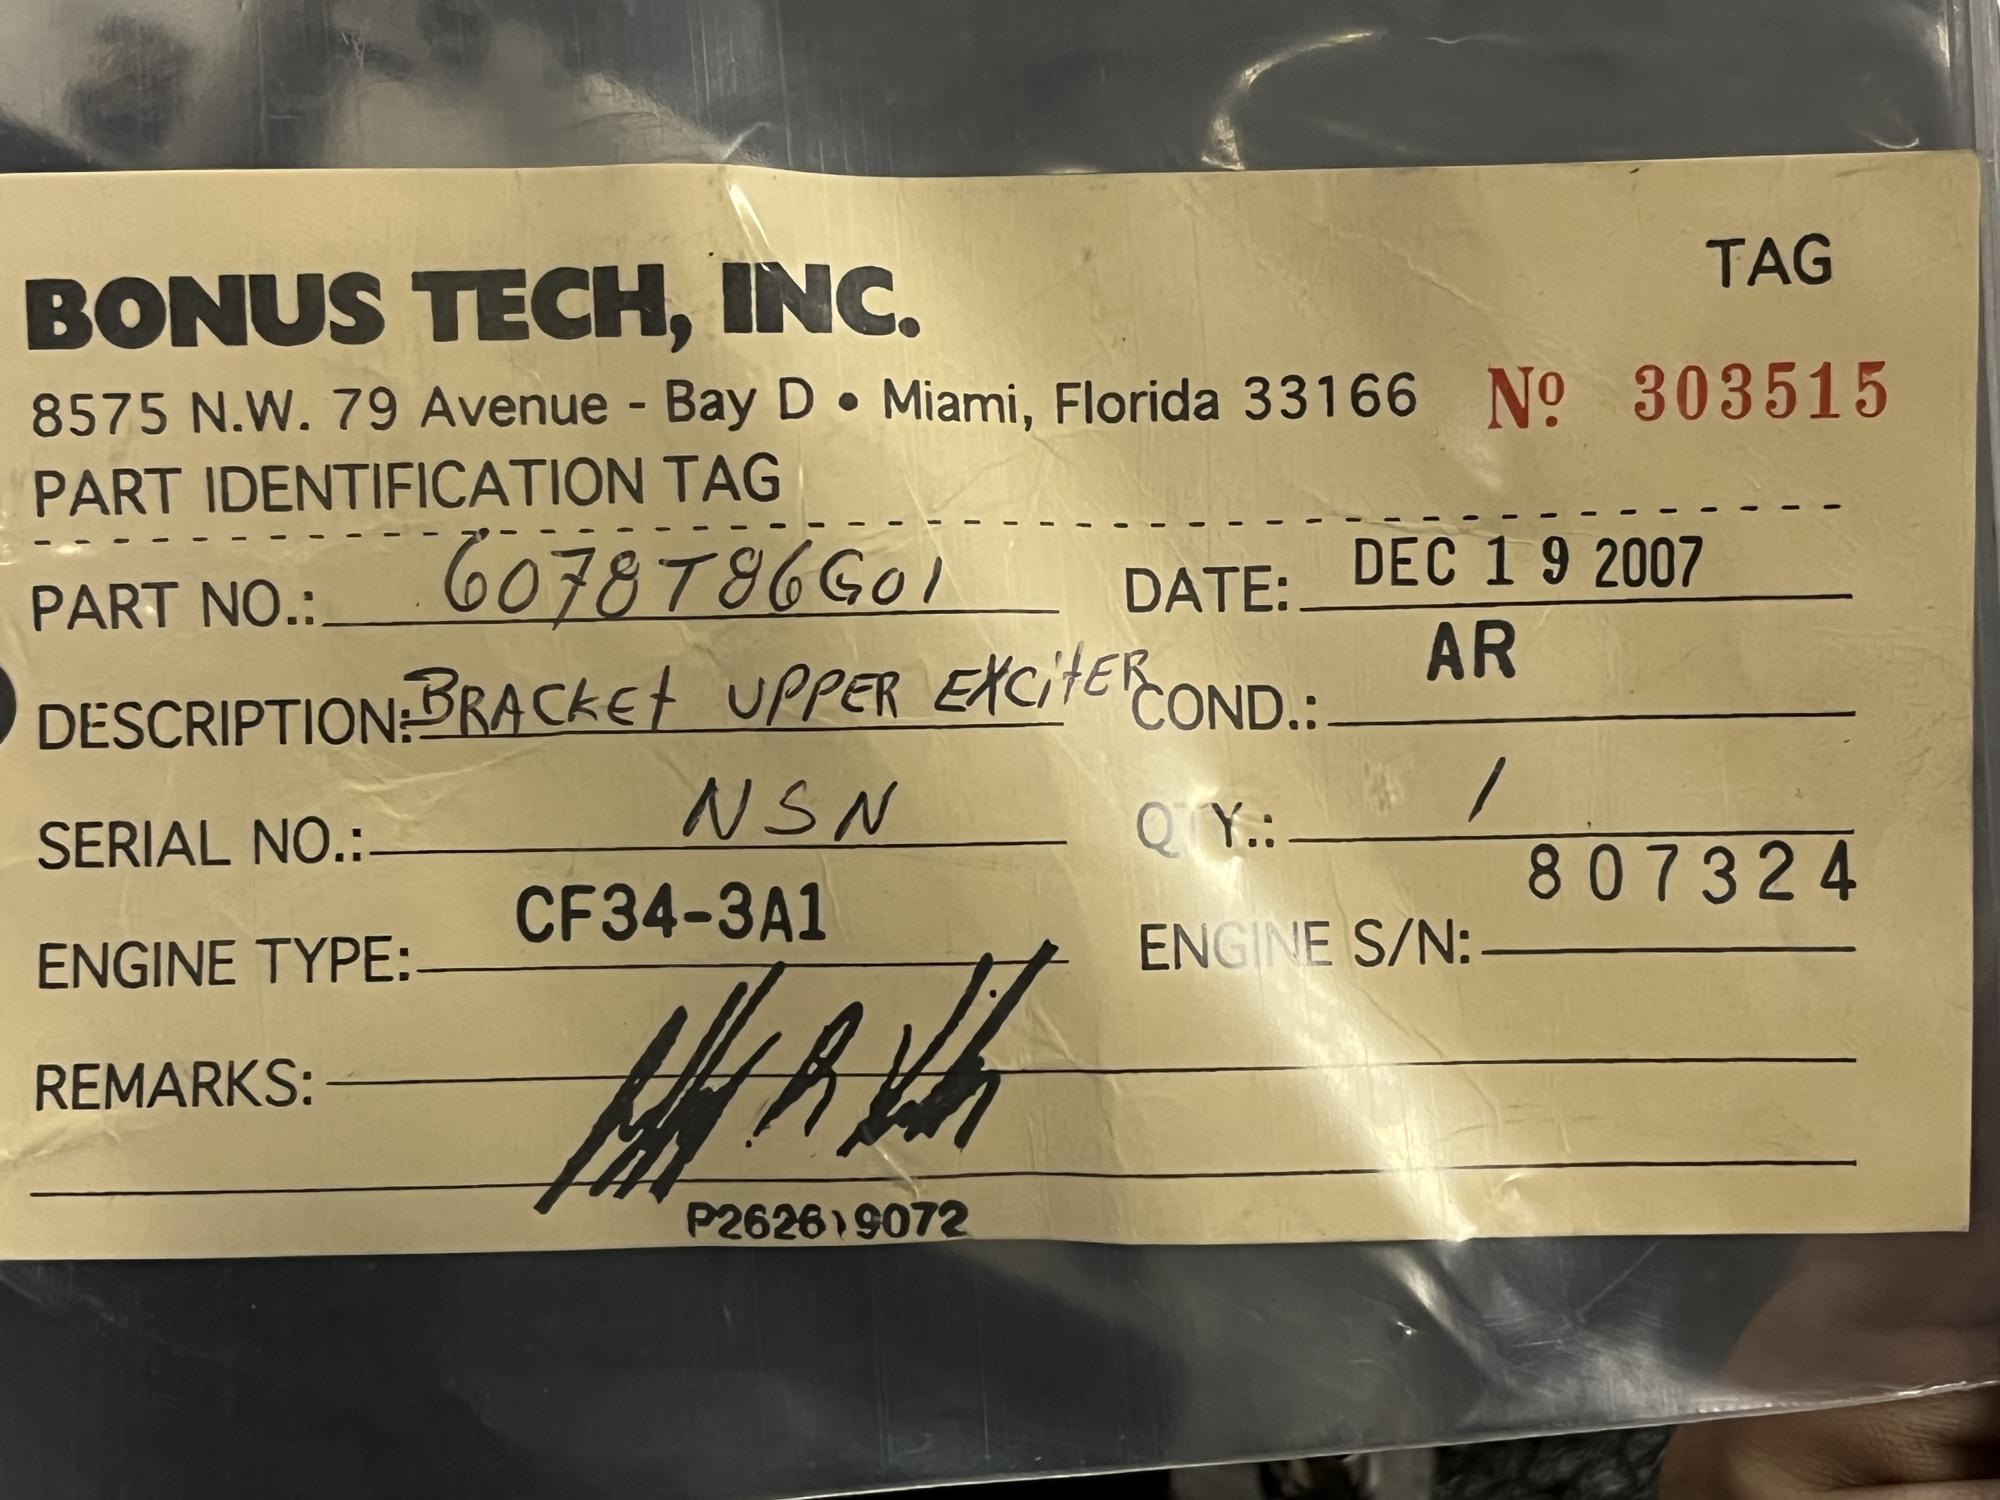 TAG
BONUS TECH, INC.
8575 N.W. 79 Avenue - Bay D • Miami, Florida 33166 Nº 303515
PART IDENTIFICATION TAG
PART NO.: 6078T86G01 DATE: DEC 19 2007
DESCRIPTION: BRACKEt UPPER EXCitER COND.: AR
SERIAL NO.: NSN QTY.: 1
ENGINE TYPE: CF34-3A1 ENGINE S/N: 807324
REMARKS:
P262619072